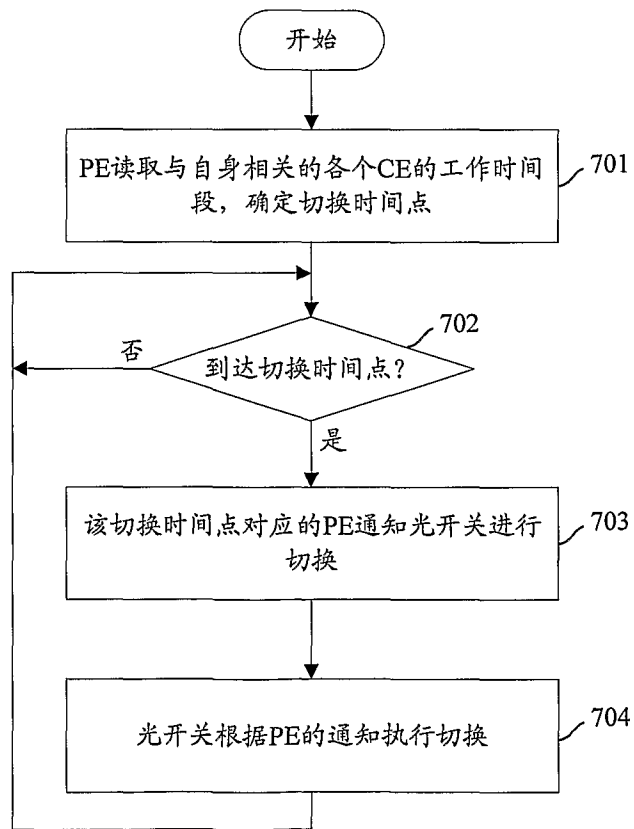 开始
PE读取与自身相关的各个CE的工作时间
段，确定切换时间点
701
702
否
到达切换时间点？
是
该切换时间点对应的PE通知光开关进行
切换
703
光开关根据PE的通知执行切换
704